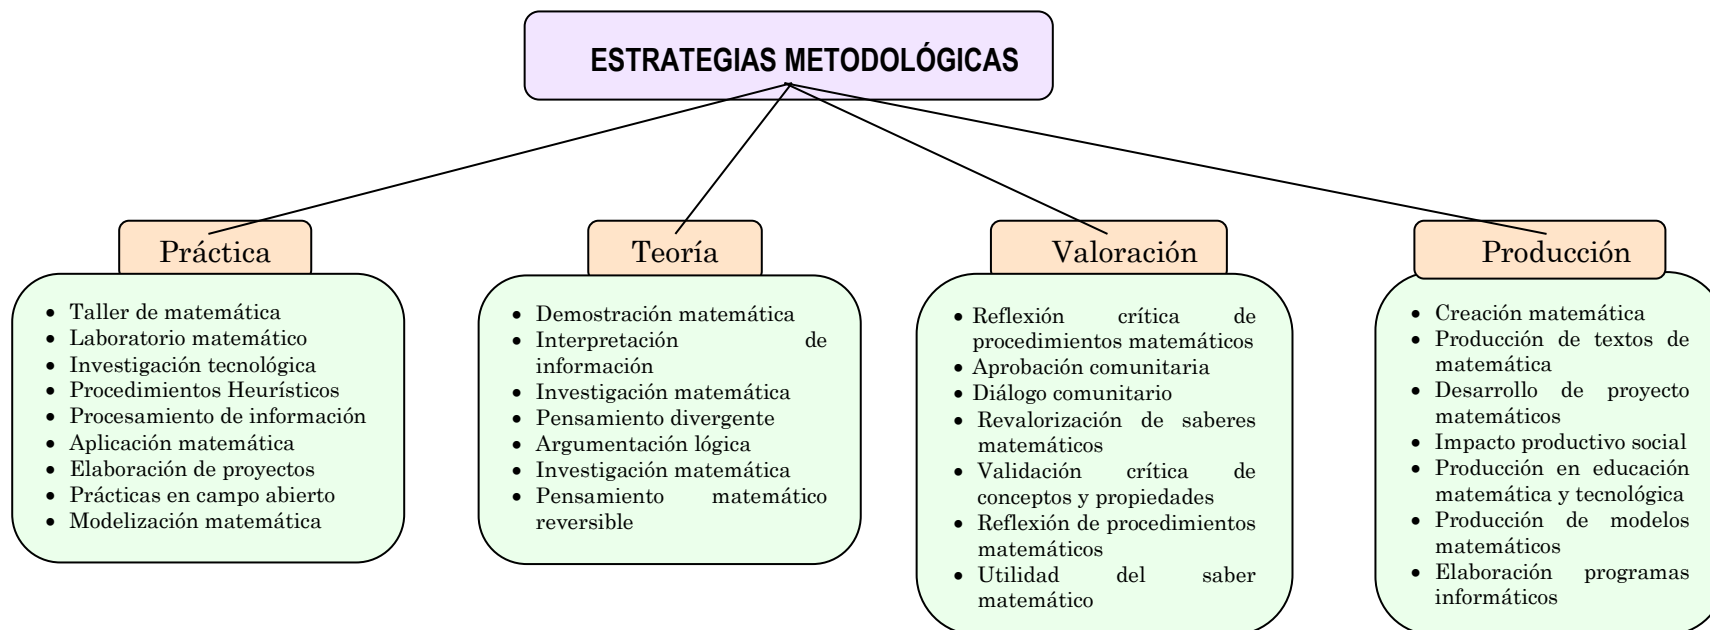 ESTRATEGIAS METODOLÓGICAS
Práctica
• Taller de matemática
• Laboratorio matemático
• Investigación tecnológica
• Procedimientos Heurísticos
• Procesamiento de información
• Aplicación matemática
• Elaboración de proyectos
• Prácticas en campo abierto
• Modelización matemática
Teoría
• Demostración matemática
• Interpretación de
información
• Investigación matemática
• Pensamiento divergente
• Argumentación lógica
• Investigación matemática
• Pensamiento matemático
reversible
Valoración
• Reflexión crítica de
procedimientos matemáticos
• Aprobación comunitaria
• Diálogo comunitario
• Revalorización de saberes
matemáticos
• Validación crítica de
conceptos y propiedades
• Reflexión de procedimientos
matemáticos
• Utilidad del saber
matemático
Producción
• Creación matemática
• Producción de textos de
matemática
• Desarrollo de proyecto
matemáticos
• Impacto productivo social
• Producción en educación
matemática y tecnológica
• Producción de modelos
matemáticos
• Elaboración programas
informáticos